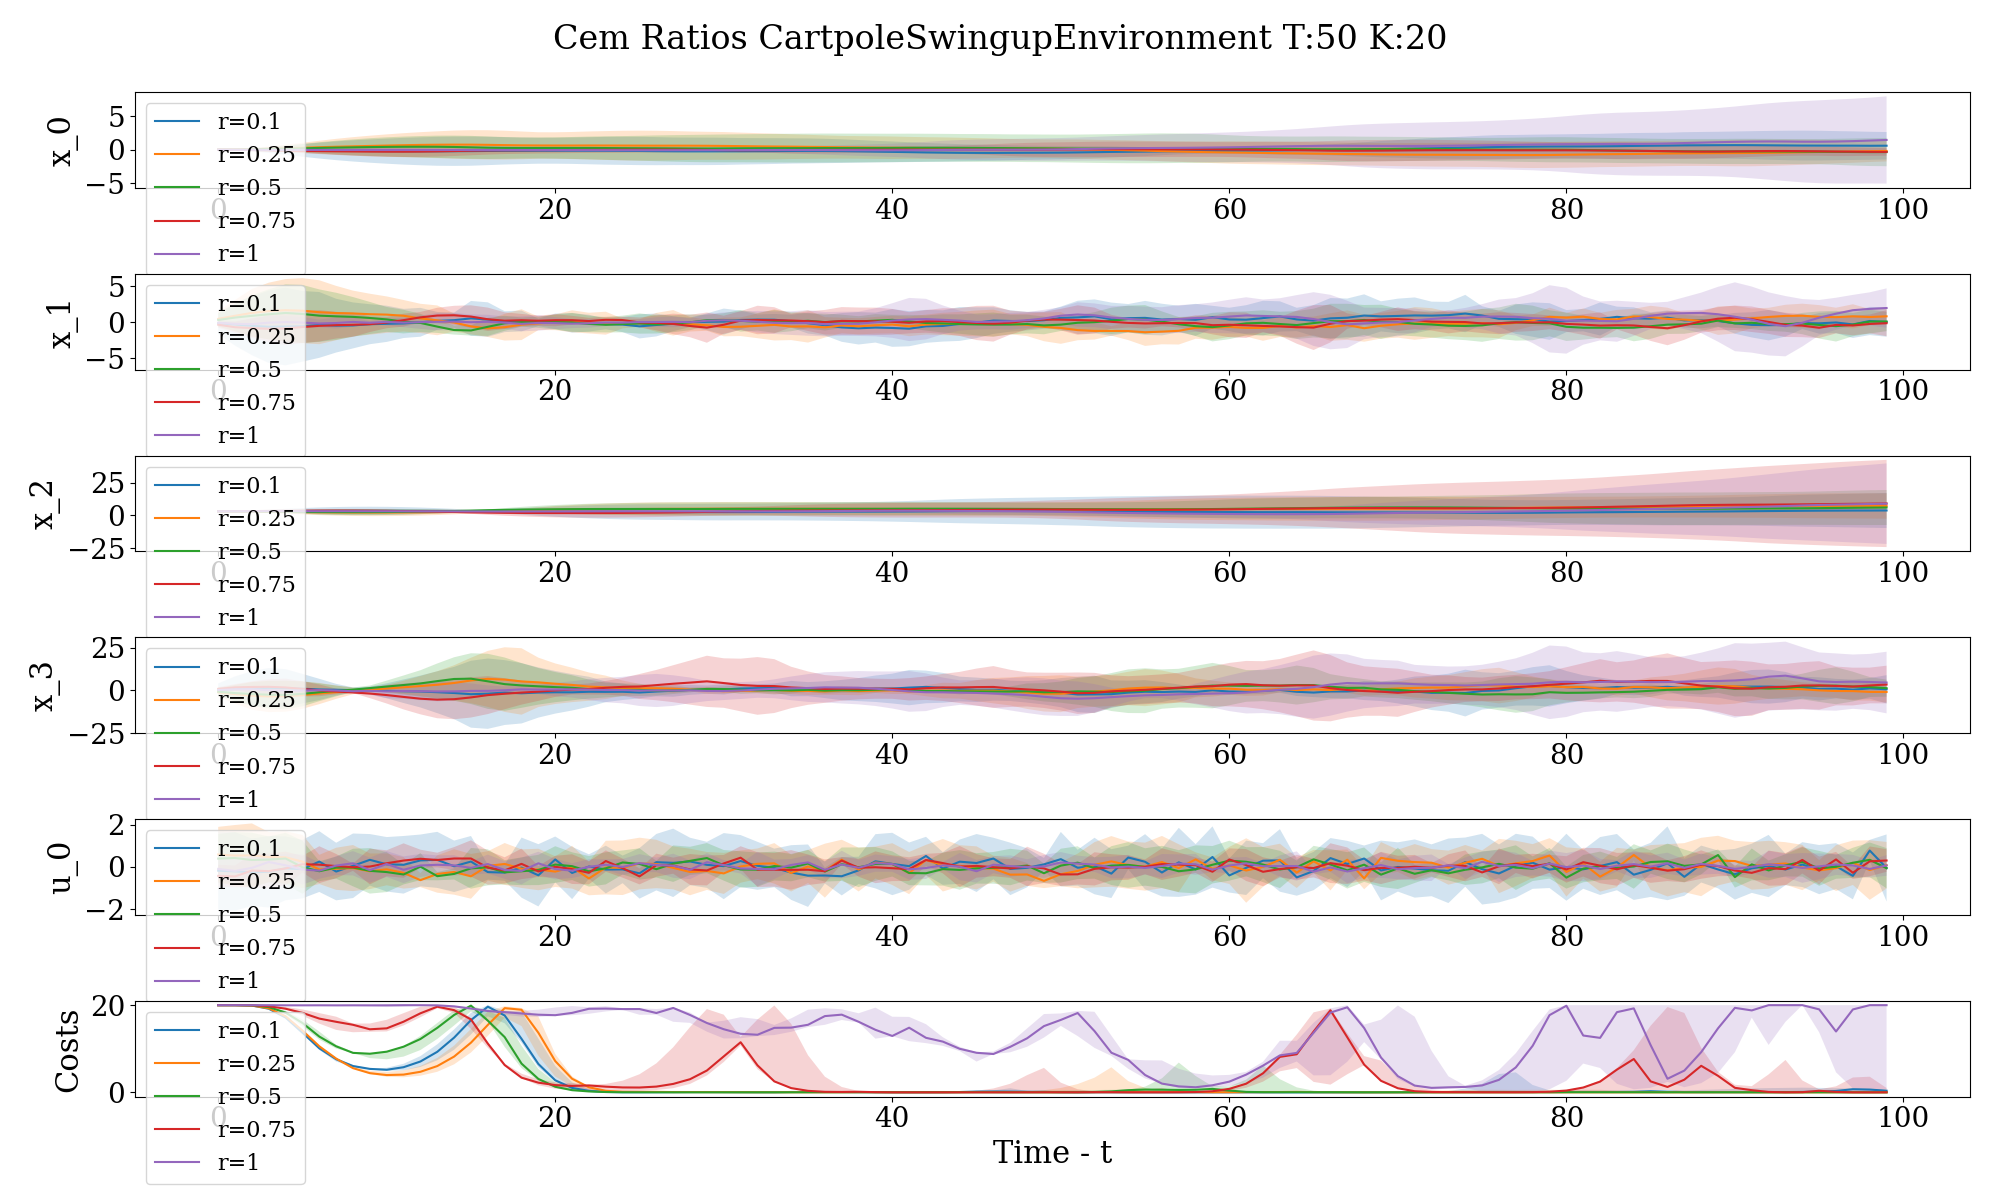 Cem Ratios CartpoleSwingupEnvironment T:50 K:20
x_0
5
0
−5
r=0.1
r=0.25
r=0.5
r=0.75
r=1
0 20 40 60 80 100
x_1
5
0
−5
r=0.1
r=0.25
r=0.5
r=0.75
r=1
0 20 40 60 80 100
x_2
25
0
−25
r=0.1
r=0.25
r=0.5
r=0.75
r=1
0 20 40 60 80 100
x_3
25
0
−25
r=0.1
r=0.25
r=0.5
r=0.75
r=1
0 20 40 60 80 100
u_0
2
0
−2
r=0.1
r=0.25
r=0.5
r=0.75
r=1
0 20 40 60 80 100
Costs
20
0
r=0.1
r=0.25
r=0.5
r=0.75
r=1
0 20 40 60 80 100
Time - t